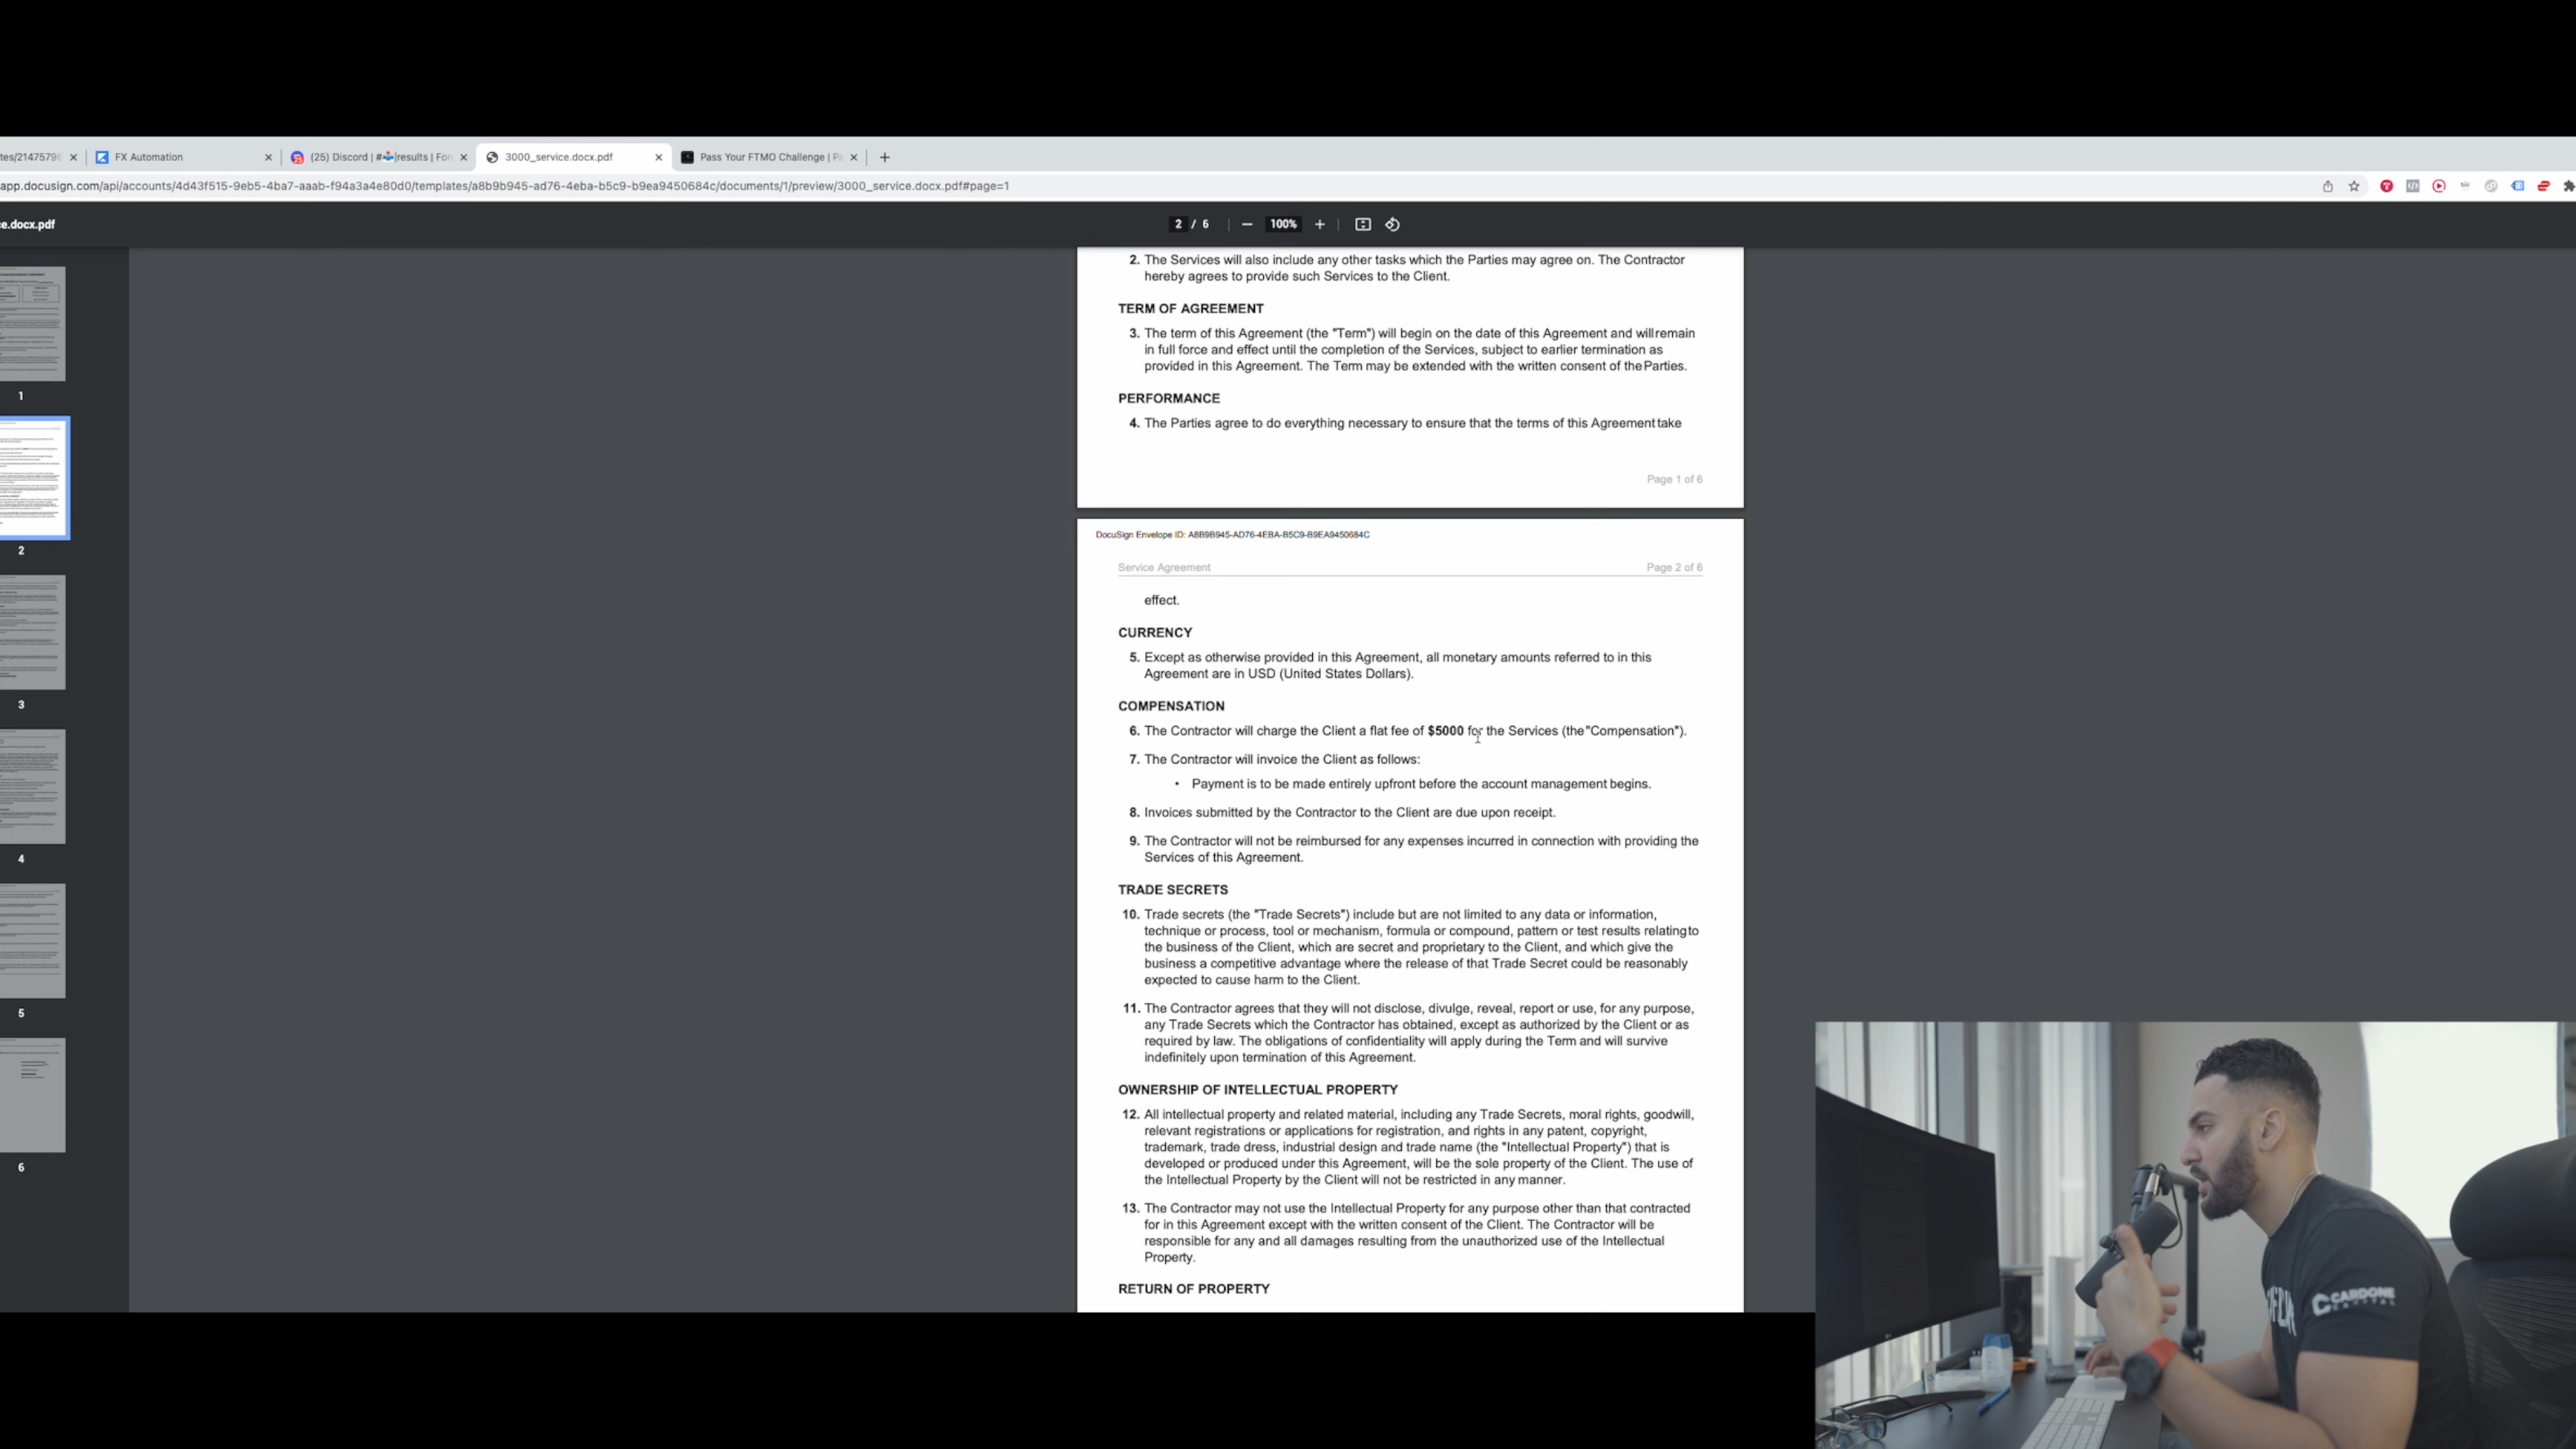 tes/21475796
FX Automation
(25) Discord | #📥|results | For
3000_service.docx.pdf
Pass Your FTMO Challenge | Pa
app.docusign.com/api/accounts/4d43f515-9eb5-4ba7-aaab-f94a3a4e80d0/templates/a8b9b945-ad76-4eba-b5c9-b9ea9450684c/documents/1/preview/3000_service.docx.pdf#page=1
e.docx.pdf
2 / 6
100%
1
2
3
4
5
6
2. The Services will also include any other tasks which the Parties may agree on. The Contractor
hereby agrees to provide such Services to the Client.
TERM OF AGREEMENT
3. The term of this Agreement (the "Term") will begin on the date of this Agreement and willremain
in full force and effect until the completion of the Services, subject to earlier termination as
provided in this Agreement. The Term may be extended with the written consent of theParties.
PERFORMANCE
4. The Parties agree to do everything necessary to ensure that the terms of this Agreementtake
Page 1 of 6
DocuSign Envelope ID: A8B9B945-AD76-4EBA-B5C9-B9EA9450684C
Service Agreement
Page 2 of 6
effect.
CURRENCY
5. Except as otherwise provided in this Agreement, all monetary amounts referred to in this
Agreement are in USD (United States Dollars).
COMPENSATION
6. The Contractor will charge the Client a flat fee of $5000 for the Services (the"Compensation").
7. The Contractor will invoice the Client as follows:
• Payment is to be made entirely upfront before the account management begins.
8. Invoices submitted by the Contractor to the Client are due upon receipt.
9. The Contractor will not be reimbursed for any expenses incurred in connection with providing the
Services of this Agreement.
TRADE SECRETS
10. Trade secrets (the "Trade Secrets") include but are not limited to any data or information,
technique or process, tool or mechanism, formula or compound, pattern or test results relatingto
the business of the Client, which are secret and proprietary to the Client, and which give the
business a competitive advantage where the release of that Trade Secret could be reasonably
expected to cause harm to the Client.
11. The Contractor agrees that they will not disclose, divulge, reveal, report or use, for any purpose,
any Trade Secrets which the Contractor has obtained, except as authorized by the Client or as
required by law. The obligations of confidentiality will apply during the Term and will survive
indefinitely upon termination of this Agreement.
OWNERSHIP OF INTELLECTUAL PROPERTY
12. All intellectual property and related material, including any Trade Secrets, moral rights, goodwill,
relevant registrations or applications for registration, and rights in any patent, copyright,
trademark, trade dress, industrial design and trade name (the "Intellectual Property") that is
developed or produced under this Agreement, will be the sole property of the Client. The use of
the Intellectual Property by the Client will not be restricted in any manner.
13. The Contractor may not use the Intellectual Property for any purpose other than that contracted
for in this Agreement except with the written consent of the Client. The Contractor will be
responsible for any and all damages resulting from the unauthorized use of the Intellectual
Property.
RETURN OF PROPERTY
CARDONE
CAPITAL